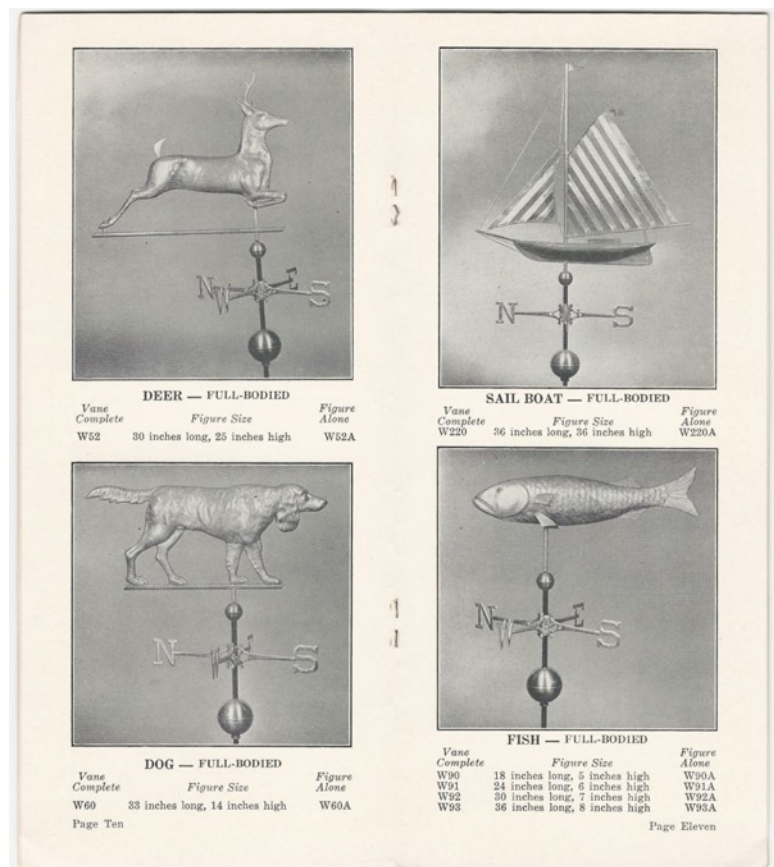 N
W
E
S
DEER — FULL-BODIED
Vane
Complete Figure Size Figure
Alone
W52 30 inches long, 25 inches high W52A
N
W
E
S
DOG — FULL-BODIED
Vane
Complete Figure Size Figure
Alone
W60 33 inches long, 14 inches high W60A
Page Ten
N
S
SAIL BOAT — FULL-BODIED
Vane
Complete Figure Size Figure
Alone
W220 36 inches long, 36 inches high W220A
N
W
E
S
FISH — FULL-BODIED
Vane
Complete Figure Size Figure
Alone
W90 18 inches long, 5 inches high W90A
W91 24 inches long, 6 inches high W91A
W92 30 inches long, 7 inches high W92A
W93 36 inches long, 8 inches high W93A
Page Eleven